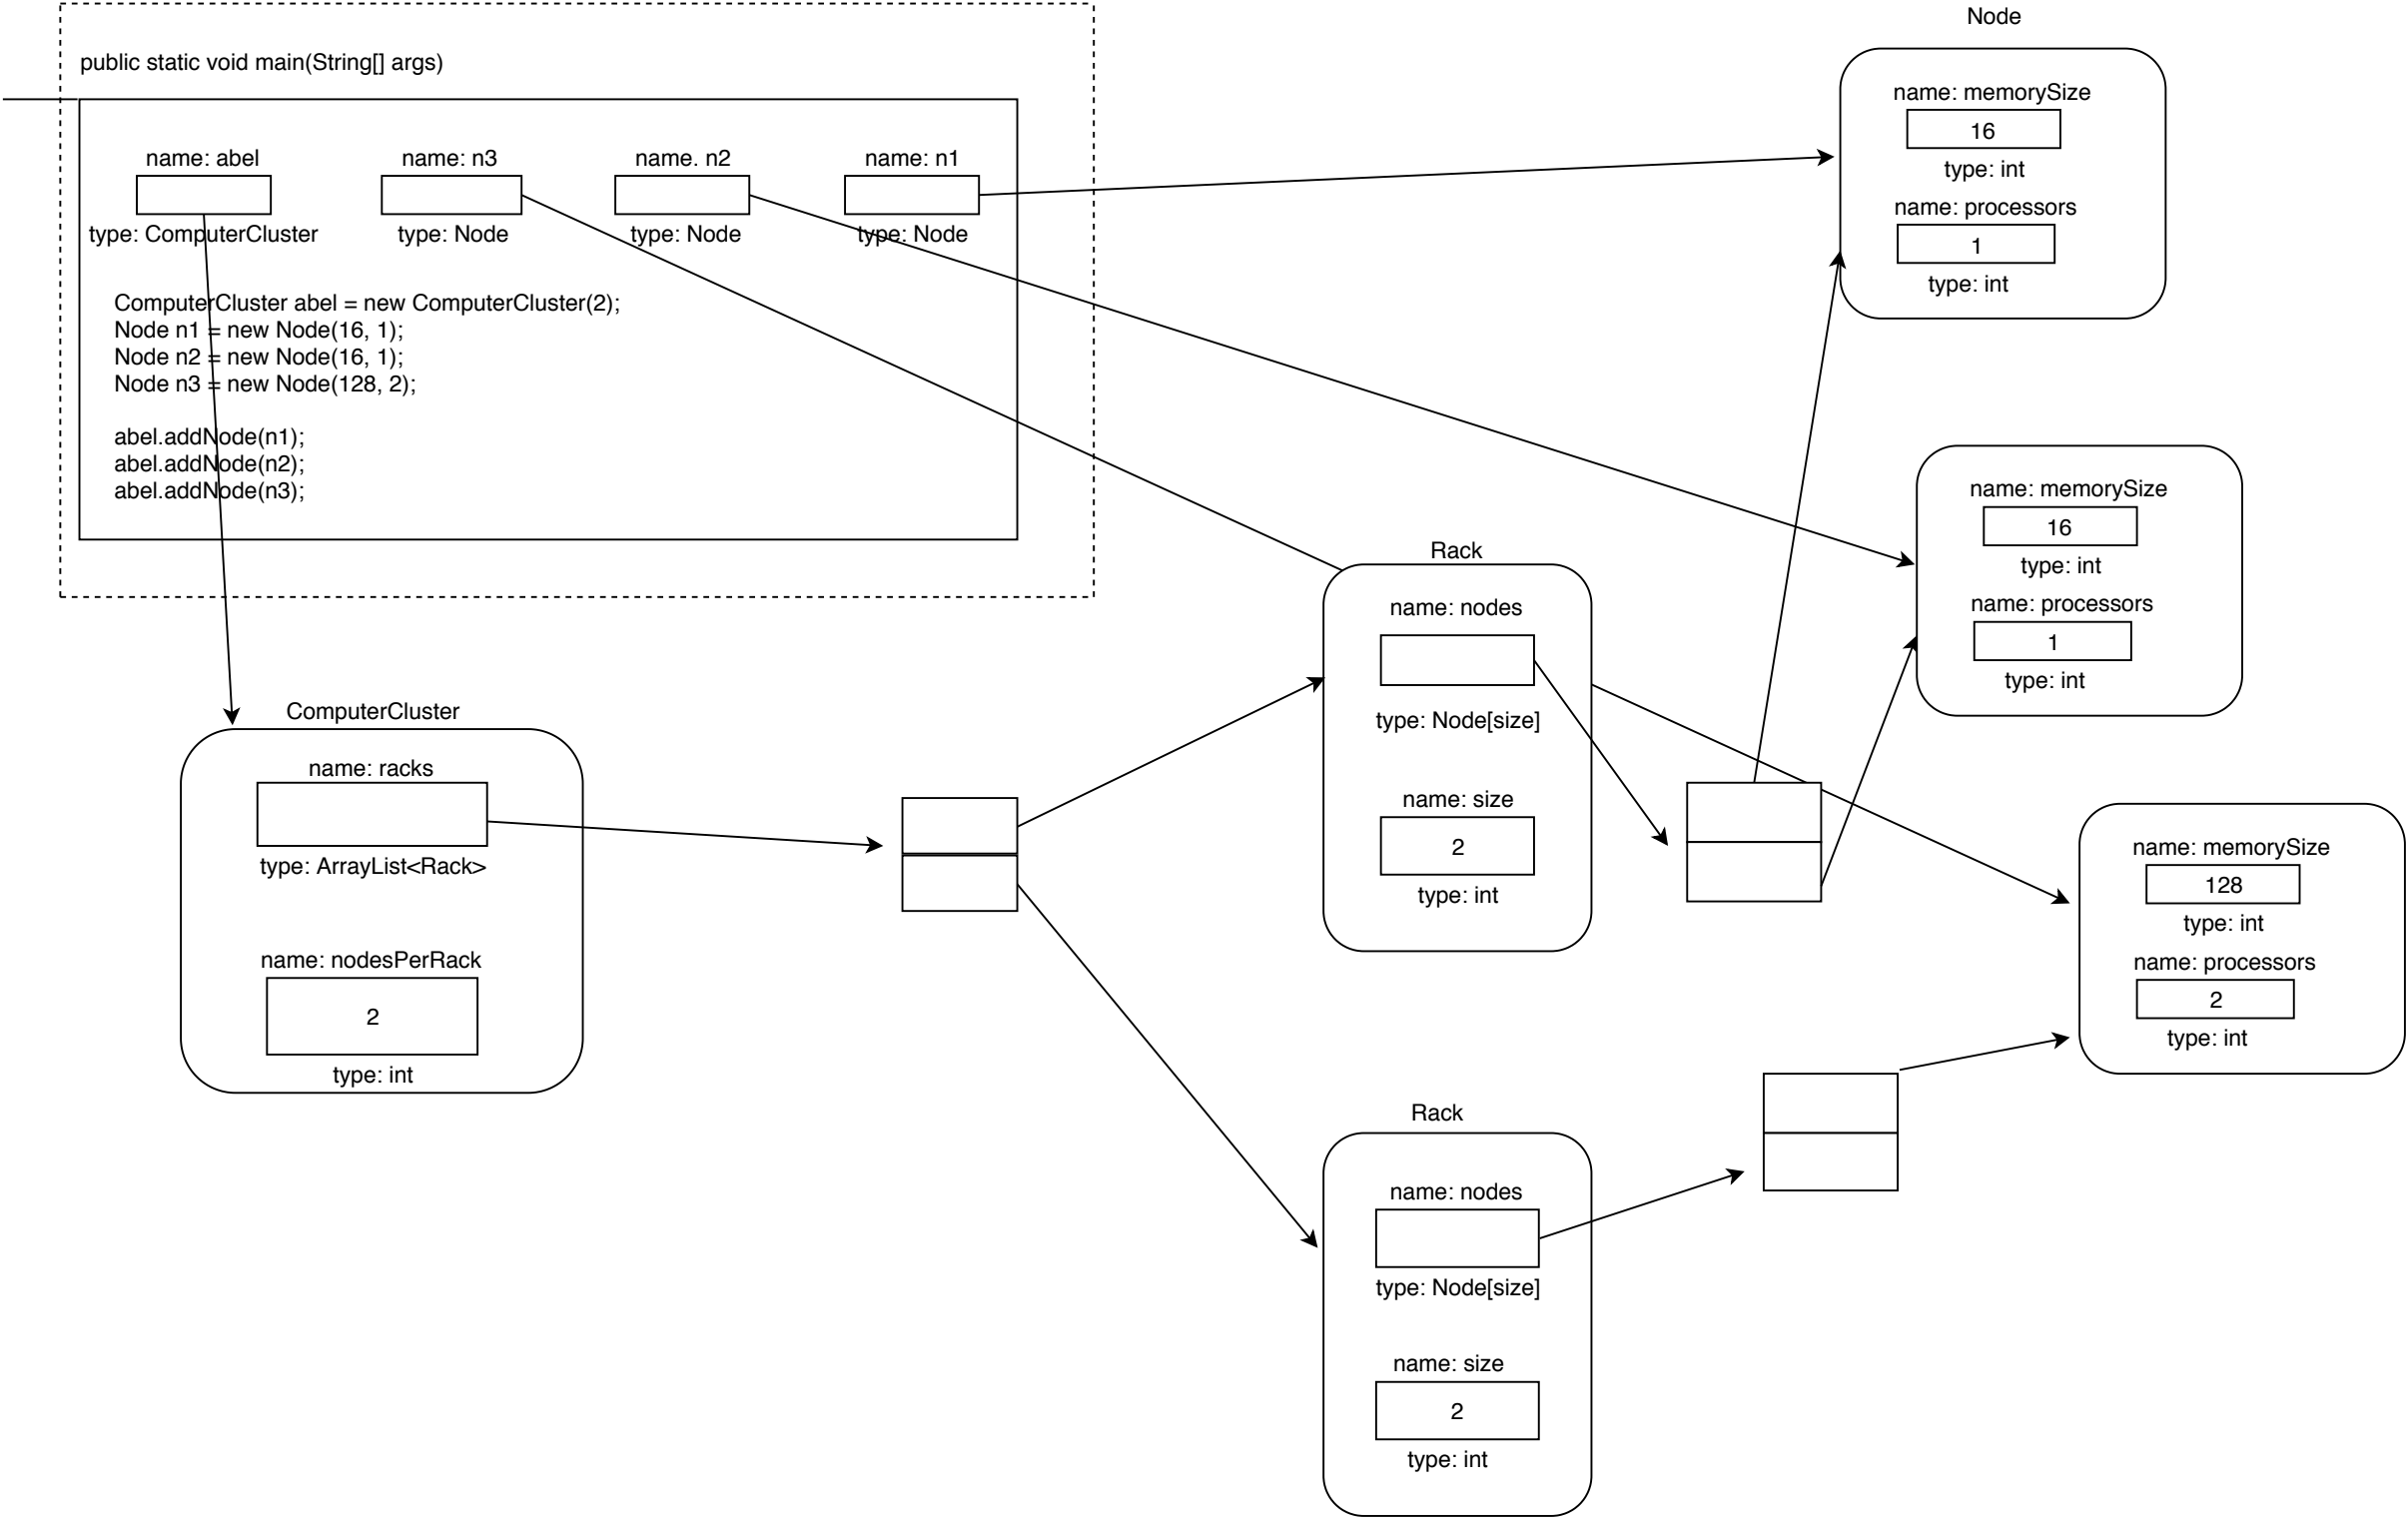 public static void main(String[] args)
name: abel
name: n3
name. n2
name: n1
type: ComputerCluster
type: Node
type: Node
type: Node
ComputerCluster abel = new ComputerCluster(2);
Node n1 = new Node(16, 1);
Node n2 = new Node(16, 1);
Node n3 = new Node(128, 2);
abel.addNode(n1);
abel.addNode(n2);
abel.addNode(n3);
Node
name: memorySize
16
type: int
name: processors
1
type: int
name: memorySize
16
type: int
name: processors
1
type: int
Rack
name: nodes
type: Node[size]
name: size
2
type: int
ComputerCluster
name: racks
type: ArrayList<Rack>
name: nodesPerRack
2
type: int
name: memorySize
128
type: int
name: processors
2
type: int
Rack
name: nodes
type: Node[size]
name: size
2
type: int